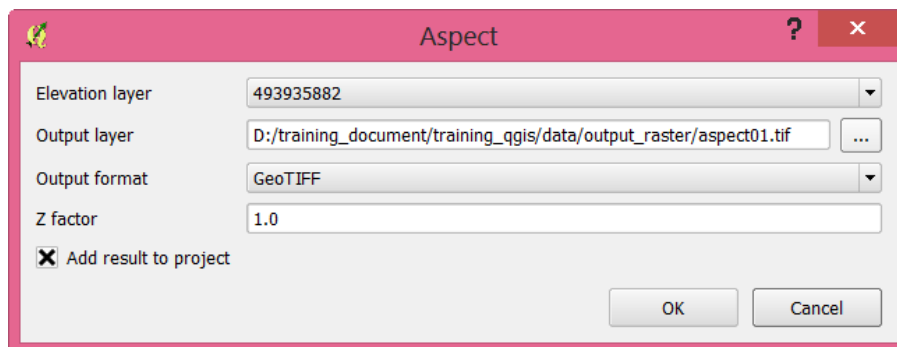 Aspect
?
Elevation layer 493935882
Output layer D:/training_document/training_qgis/data/output_raster/aspect01.tif ...
Output format GeoTIFF
Z factor 1.0
Add result to project
OK Cancel